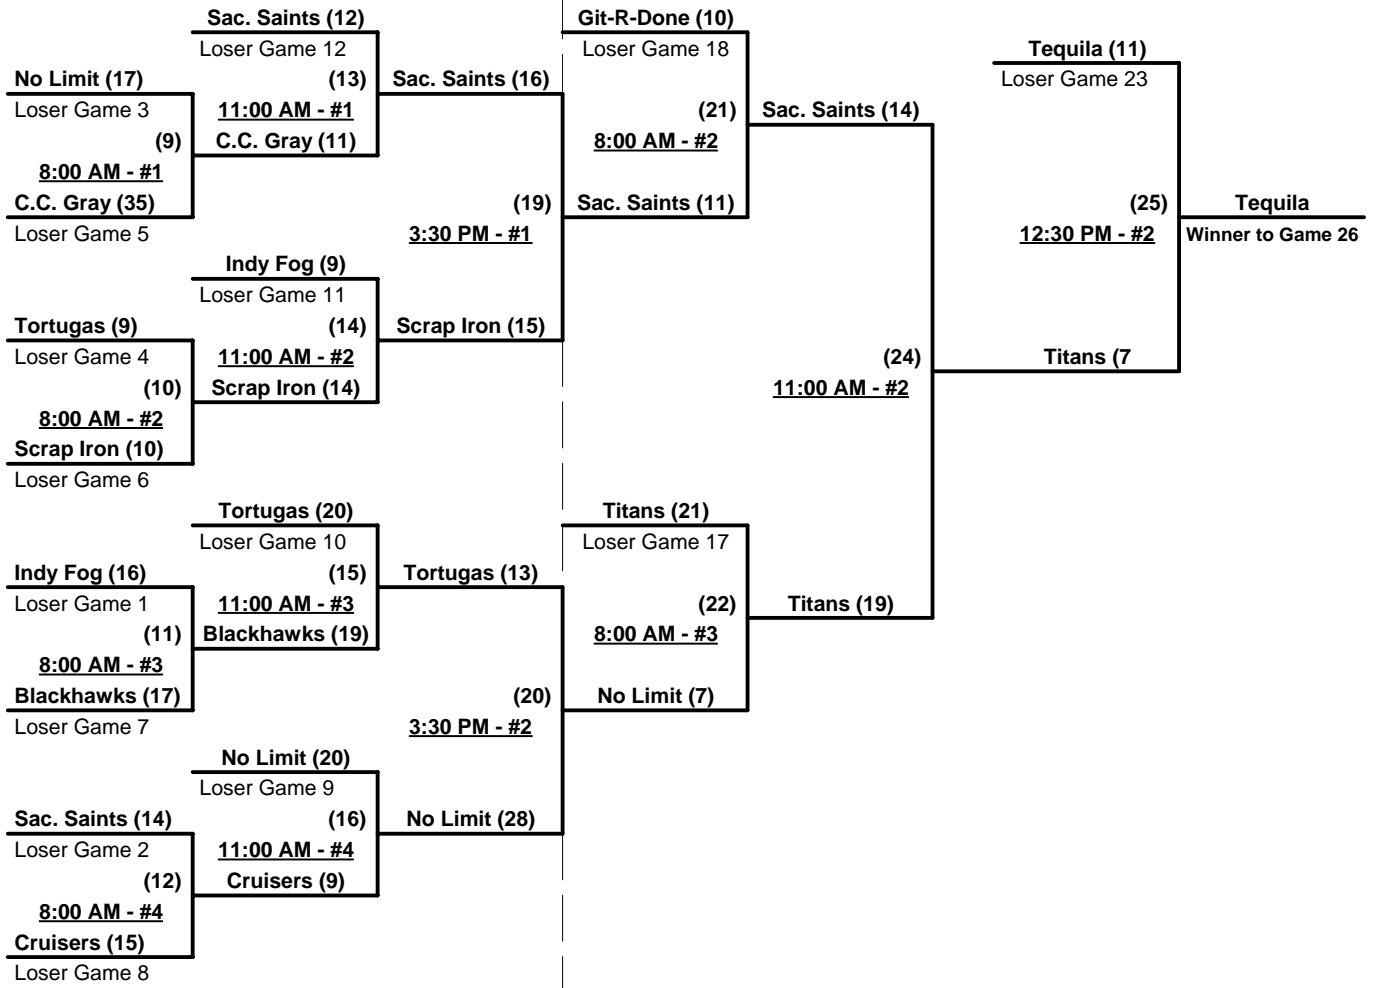 Sac. Saints (12)
Git-R-Done (10)
Loser Game 12
Loser Game 18
Tequila (11)
No Limit (17)
(13)
Sac. Saints (16)
Loser Game 23
Loser Game 3
11:00 AM - #1
(21)
Sac. Saints (14)
(9)
C.C. Gray (11)
8:00 AM - #2
8:00 AM - #1
C.C. Gray (35)
(19)
Sac. Saints (11)
(25)
Tequila
Loser Game 5
3:30 PM - #1
12:30 PM - #2
Winner to Game 26
Indy Fog (9)
Loser Game 11
Tortugas (9)
(14)
Scrap Iron (15)
Loser Game 4
11:00 AM - #2
(24)
Titans (7
(10)
Scrap Iron (14)
11:00 AM - #2
8:00 AM - #2
Scrap Iron (10)
Loser Game 6
Tortugas (20)
Titans (21)
Loser Game 10
Loser Game 17
Indy Fog (16)
(15)
Tortugas (13)
Loser Game 1
11:00 AM - #3
(22)
Titans (19)
(11)
Blackhawks (19)
8:00 AM - #3
8:00 AM - #3
Blackhawks (17)
(20)
No Limit (7)
Loser Game 7
3:30 PM - #2
No Limit (20)
Loser Game 9
Sac. Saints (14)
(16)
No Limit (28)
Loser Game 2
11:00 AM - #4
(12)
Cruisers (9)
8:00 AM - #4
Cruisers (15)
Loser Game 8